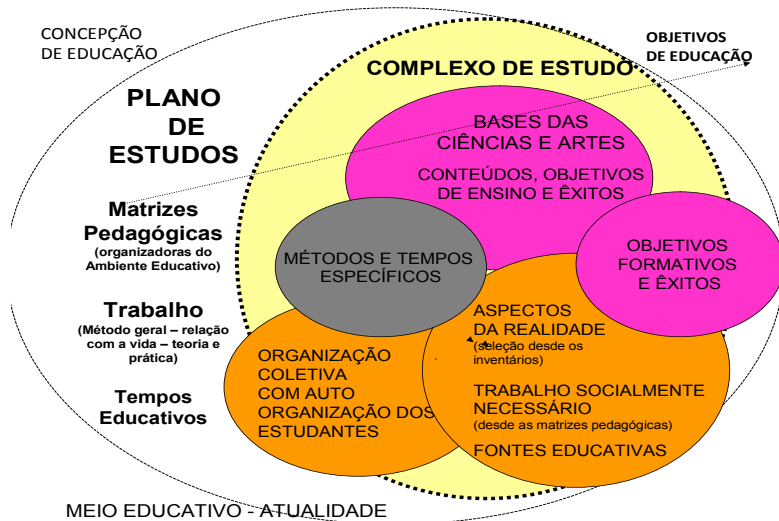 CONCEPÇÃO
DE EDUCAÇÃO
OBJETIVOS
DE EDUCAÇÃO
PLANO
DE
ESTUDOS
COMPLEXO DE ESTUDO
BASES DAS
CIÊNCIAS E ARTES
CONTEÚDOS, OBJETIVOS
DE ENSINO E ÊXITOS
Matrizes
Pedagógicas
(organizadoras do
Ambiente Educativo)
MÉTODOS E TEMPOS
ESPECÍFICOS
OBJETIVOS
FORMATIVOS
E ÊXITOS
Trabalho
(Método geral – relação
com a vida – teoria e
prática)
Tempos
Educativos
ORGANIZAÇÃO
COLETIVA
COM AUTO
ORGANIZAÇÃO DOS
ESTUDANTES
ASPECTOS
DA REALIDADE
(seleção desde os
inventários)
TRABALHO SOCIALMENTE
NECESSÁRIO
(desde as matrizes pedagógicas)
FONTES EDUCATIVAS
MEIO EDUCATIVO - ATUALIDADE